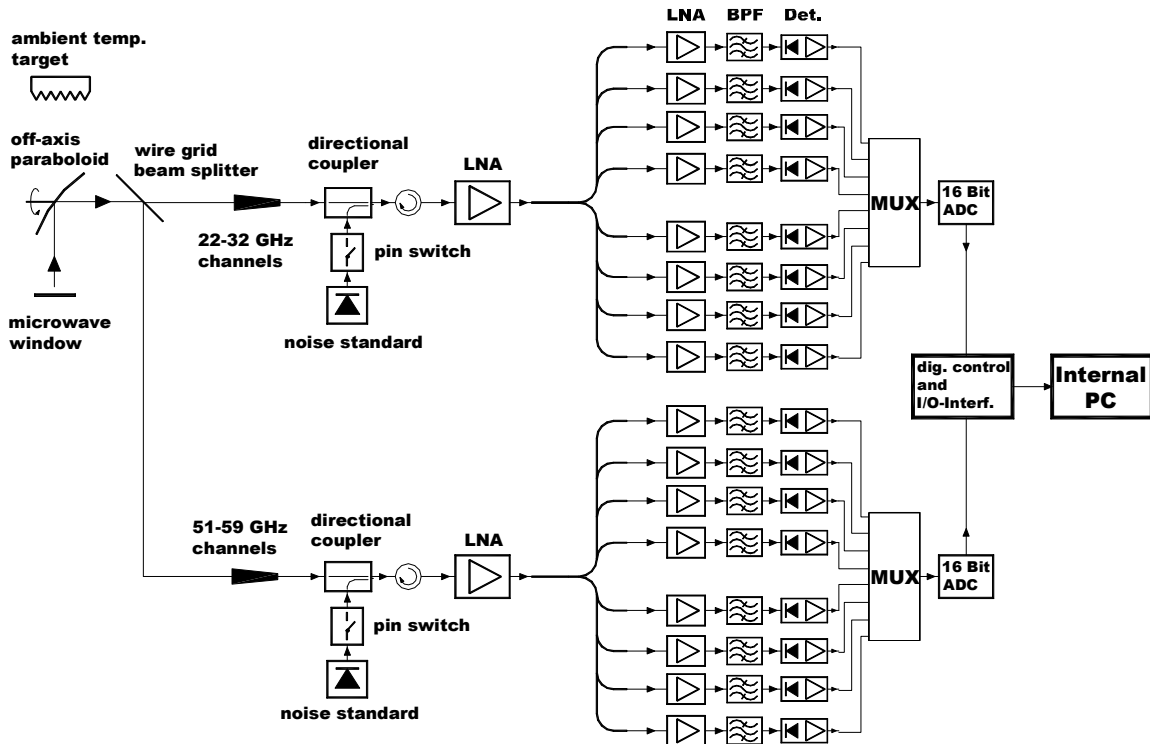 LNA BPF Det.
ambient temp.
target
off-axis
paraboloid
wire grid
beam splitter
directional
coupler
LNA
22-32 GHz
channels
pin switch
noise standard
microwave
window
MUX
16 Bit
ADC
dig. control
and
I/O-Interf.
Internal
PC
51-59 GHz
channels
directional
coupler
LNA
pin switch
noise standard
MUX
16 Bit
ADC